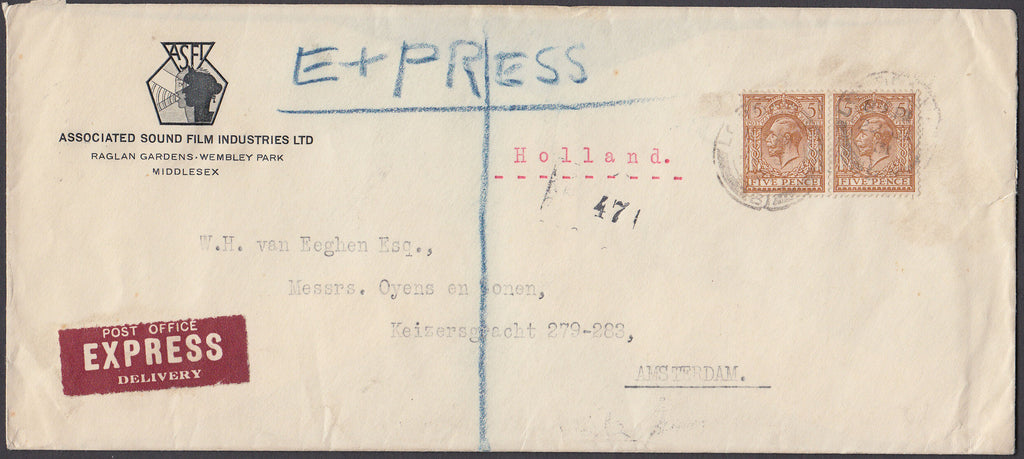 ASFI
ASSOCIATED SOUND FILM INDUSTRIES LTD
RAGLAN GARDENS · WEMBLEY PARK
MIDDLESEX
E+PRESS
5 5
FIVE PENCE
5 5
FIVE PENCE
Holland.
471
W.H. van Eeghen Esq.,
Messrs. Oyens en Zonen,
Keizersgracht 279-283,
AMSTERDAM.
POST OFFICE
EXPRESS
DELIVERY